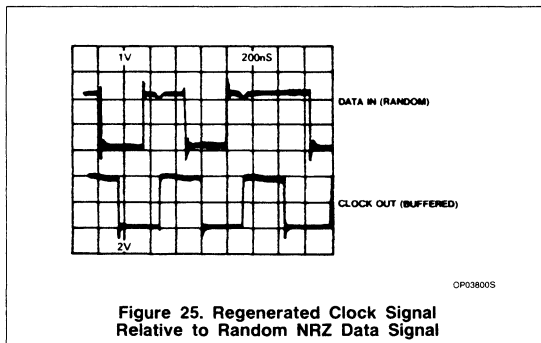 1V 200nS
DATA IN (RANDOM)
CLOCK OUT (BUFFERED)
2V
OP03800S
Figure 25. Regenerated Clock Signal
Relative to Random NRZ Data Signal